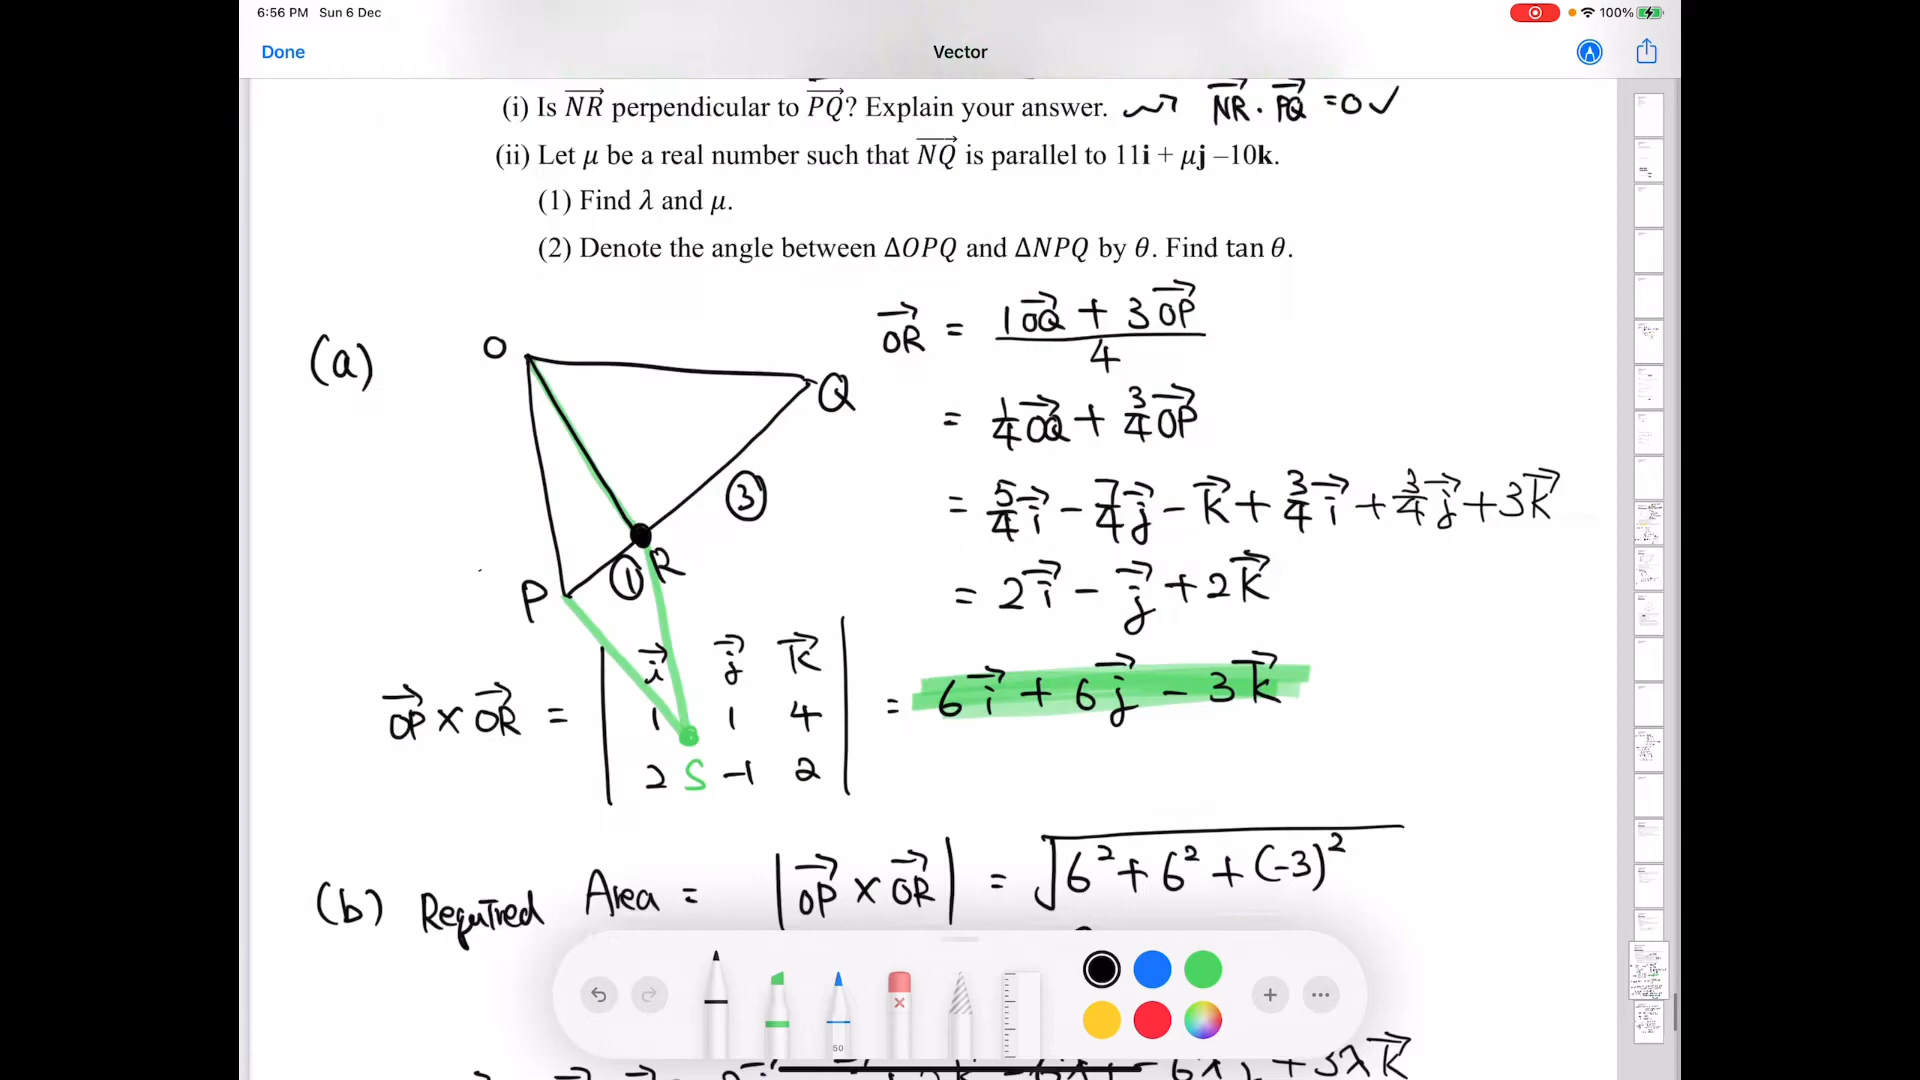 6:56 PM Sun 6 Dec
100%
Done
Vector
(i) Is NR perpendicular to PQ? Explain your answer. NR · PQ = 0 ✓
(ii) Let μ be a real number such that NQ is parallel to 11i + μj –10k.
(1) Find λ and μ.
(2) Denote the angle between ΔOPQ and ΔNPQ by θ. Find tan θ.
(a)
O
Q
P
R
①
③
S
OR = (1OQ + 3OP)/4
= 1/4 OQ + 3/4 OP
= 5/4 i - 7/4 j - k + 3/4 i + 3/4 j + 3k
= 2i - j + 2k
OP × OR = | i j k |
1 1 4
2 -1 2
= 6i + 6j - 3k
(b) Required Area = |OP × OR| = √(6² + 6² + (-3)²)
50
+ 3λk